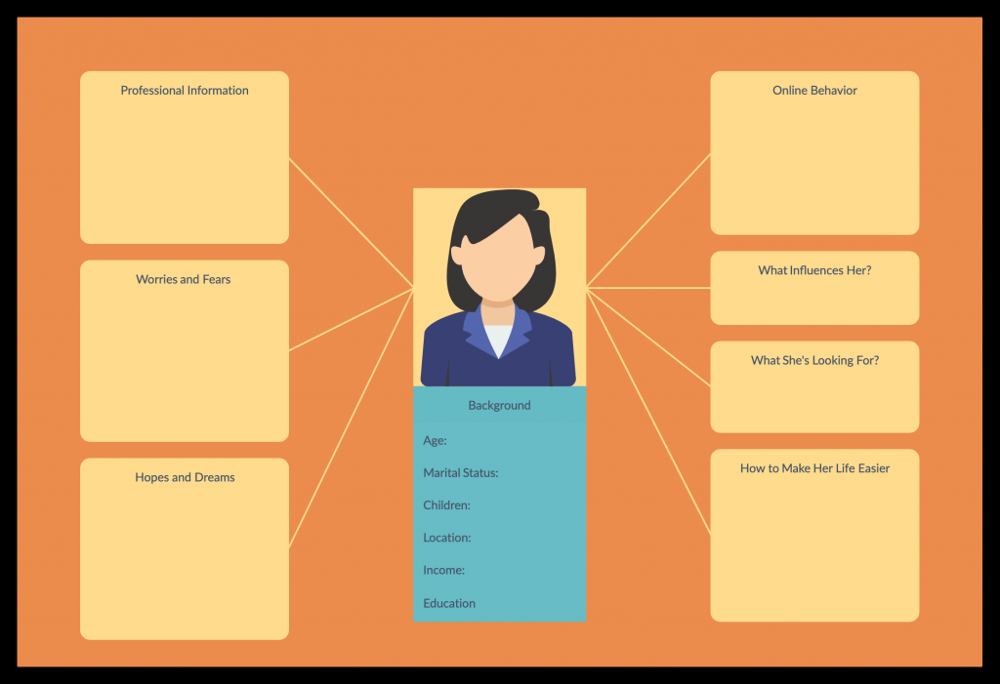 Professional Information
Worries and Fears
Hopes and Dreams
Background
Age:
Marital Status:
Children:
Location:
Income:
Education
Online Behavior
What Influences Her?
What She's Looking For?
How to Make Her Life Easier